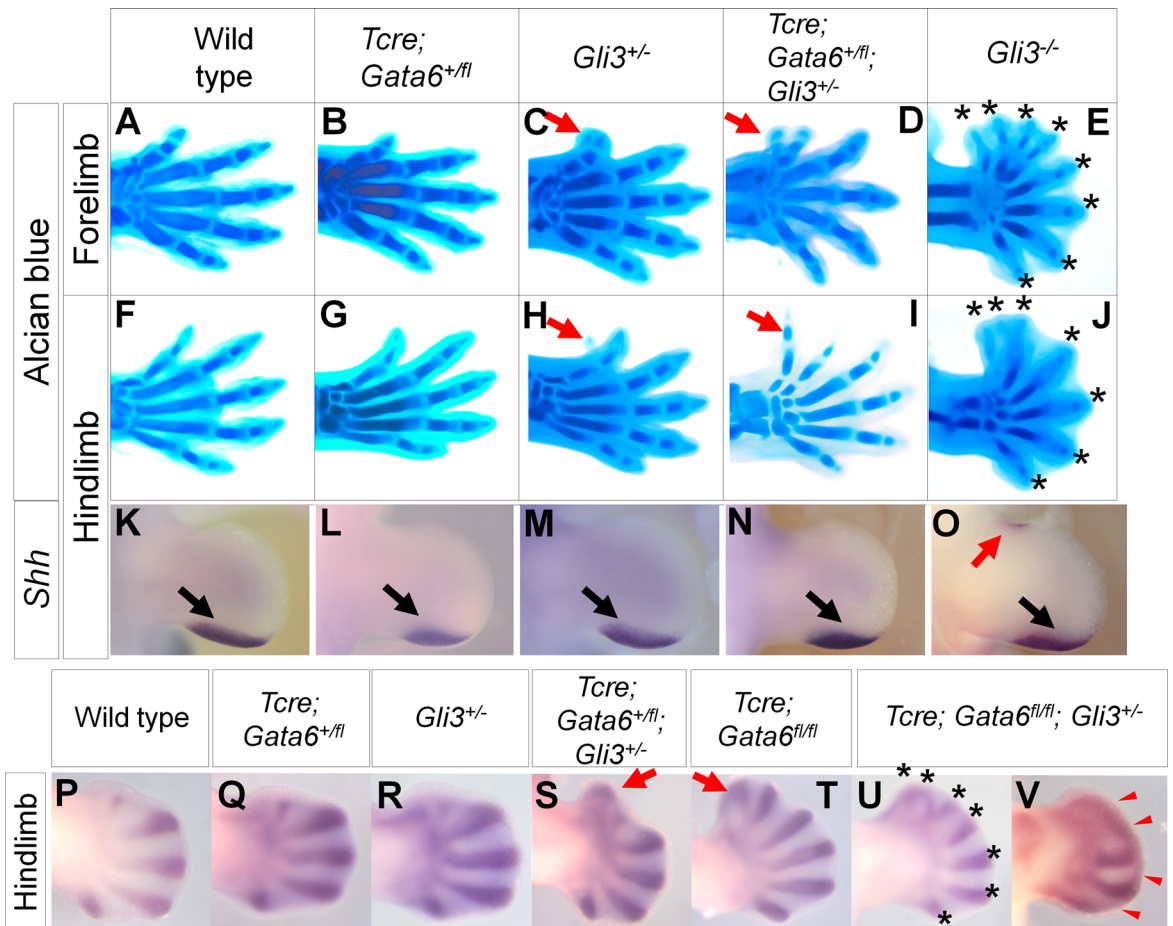 Wild
type
Tcre;
Gata6+/fl
Gli3+/-
Tcre;
Gata6+/fl;
Gli3+/-
Gli3-/-
Alcian blue
Forelimb
A
B
C
D
* * * * * * * * E
*
Hindlimb
F
G
H
I
* * * * * * * J
Shh
K
L
M
N
O
Wild type
Tcre;
Gata6+/fl
Gli3+/-
Tcre;
Gata6+/fl;
Gli3+/-
Tcre;
Gata6fl/fl
Tcre; Gata6fl/fl; Gli3+/-
Hindlimb
P
Q
R
S
T
U * * * * * * *
V